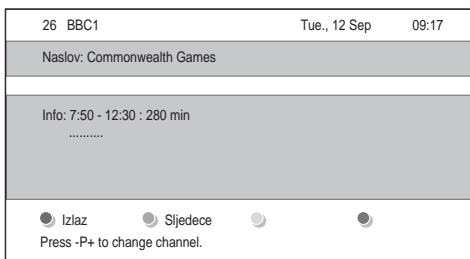 26 BBC1 Tue., 12 Sep 09:17
Naslov: Commonwealth Games
Info: 7:50 - 12:30 : 280 min
..........
Izlaz Sljedece
Press -P+ to change channel.